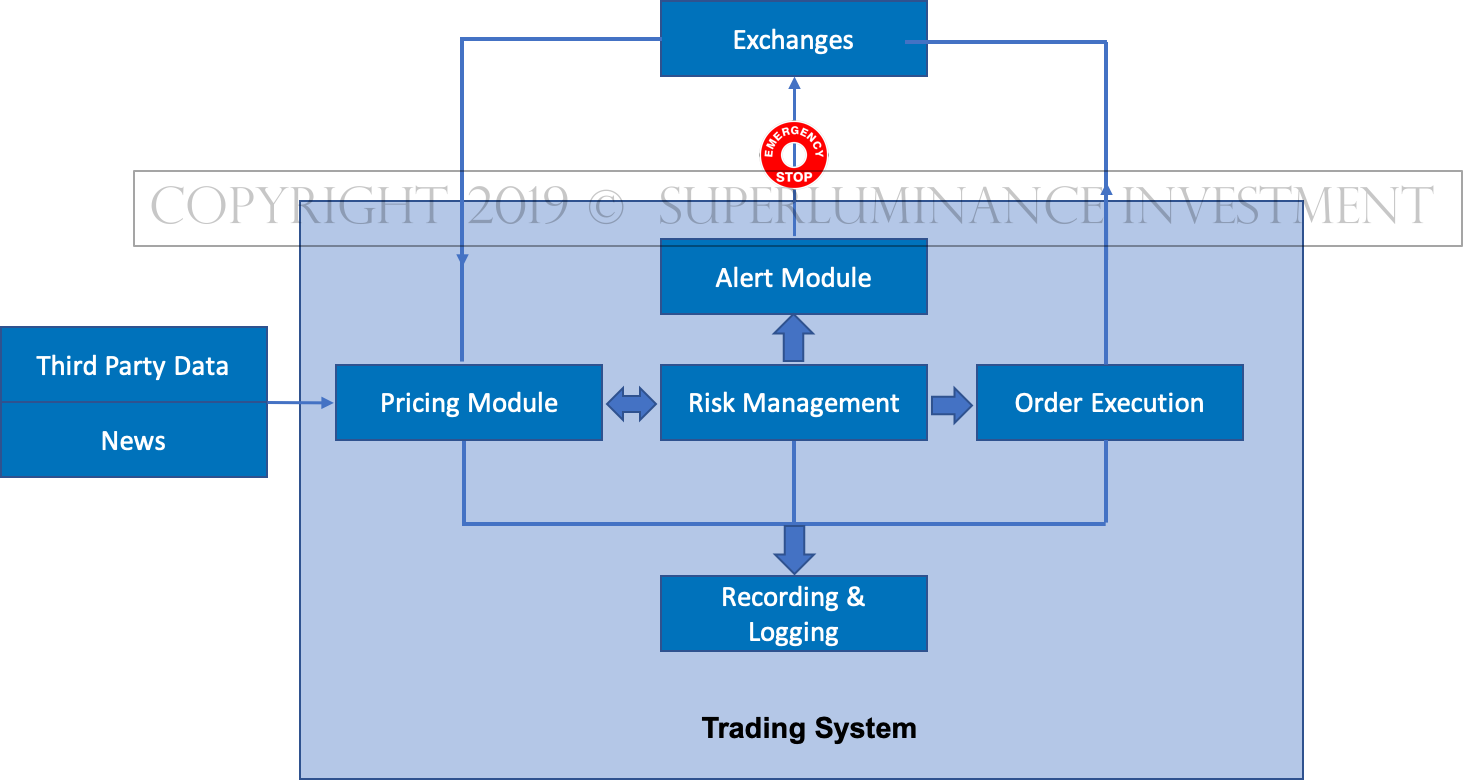 Exchanges
EMERGENCY
STOP
COPYRIGHT 2019 © SUPERLUMINANCE INVESTMENT
Alert Module
Third Party Data
News
Pricing Module
Risk Management
Order Execution
Recording &
Logging
Trading System